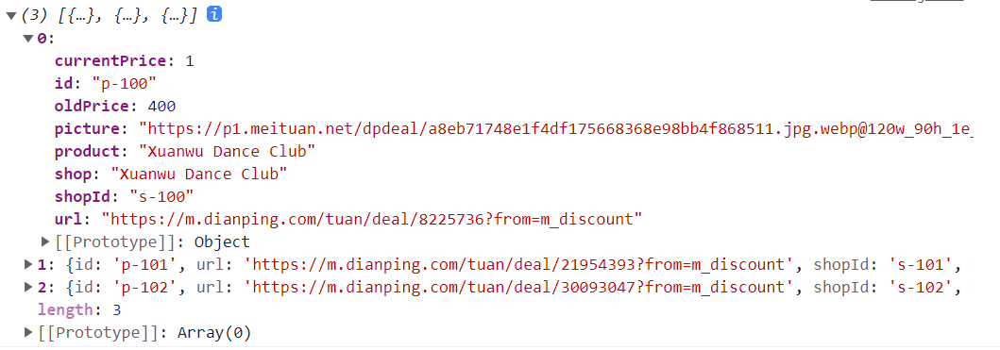 (3) [{…}, {…}, {…}] i
0:
currentPrice: 1
id: "p-100"
oldPrice: 400
picture: "https://p1.meituan.net/dpdeal/a8eb71748e1f4df175668368e98bb4f868511.jpg.webp@120w_90h_1e_
product: "Xuanwu Dance Club"
shop: "Xuanwu Dance Club"
shopId: "s-100"
url: "https://m.dianping.com/tuan/deal/8225736?from=m_discount"
[[Prototype]]: Object
1: {id: 'p-101', url: 'https://m.dianping.com/tuan/deal/21954393?from=m_discount', shopId: 's-101',
2: {id: 'p-102', url: 'https://m.dianping.com/tuan/deal/30093047?from=m_discount', shopId: 's-102',
length: 3
[[Prototype]]: Array(0)